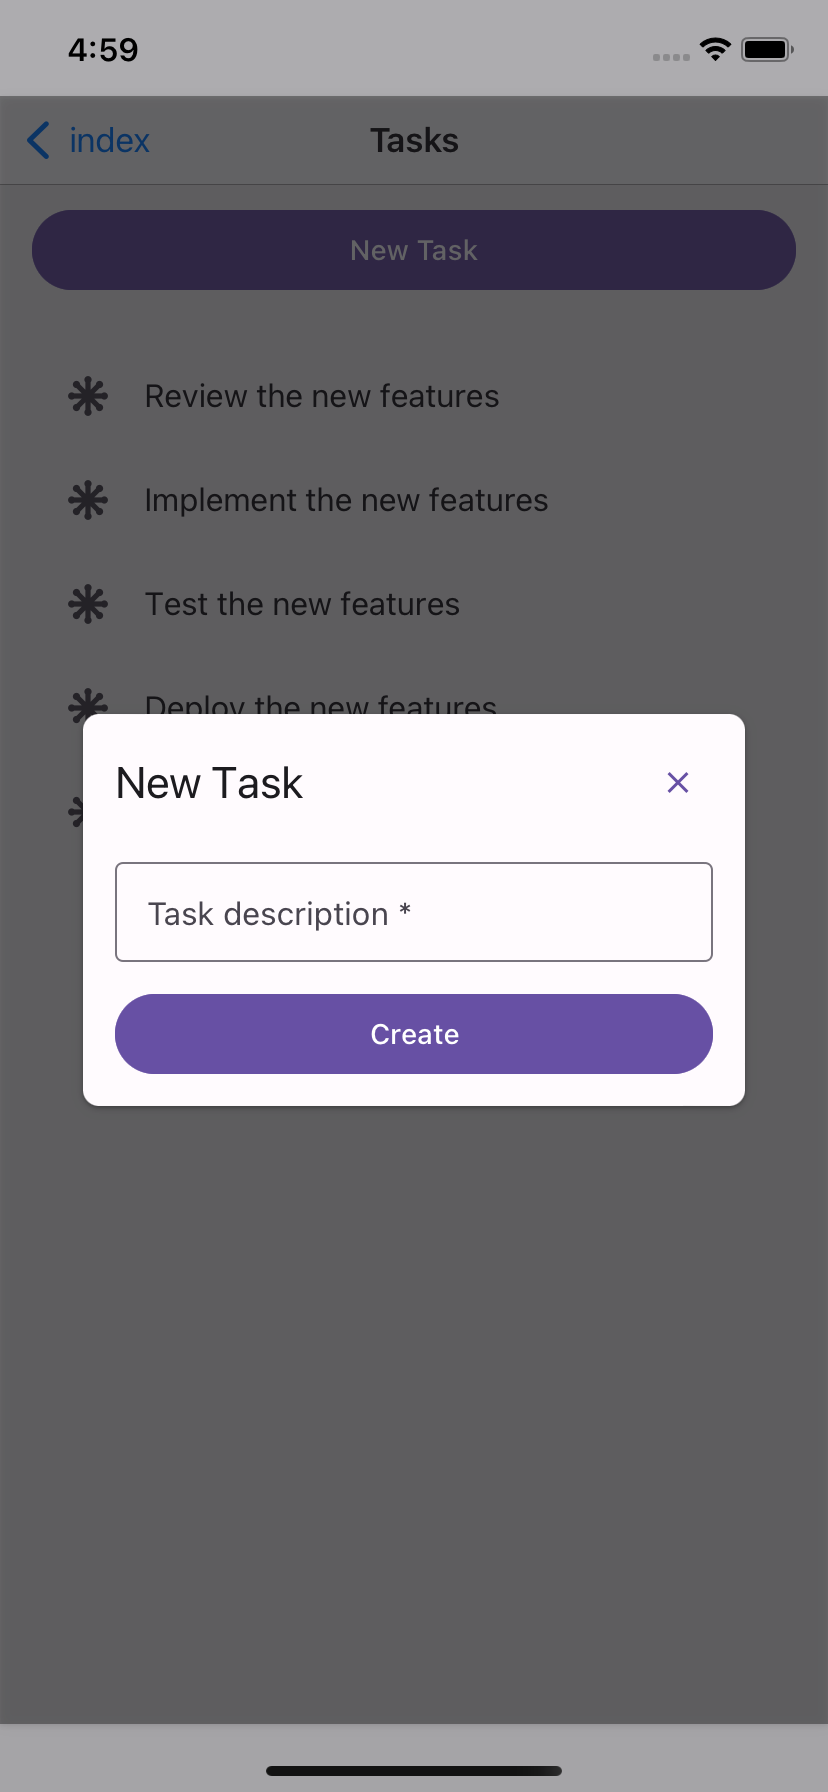 4:59
index
Tasks
New Task
Review the new features
Implement the new features
Test the new features
Deploy the new features
New Task
Task description *
Create